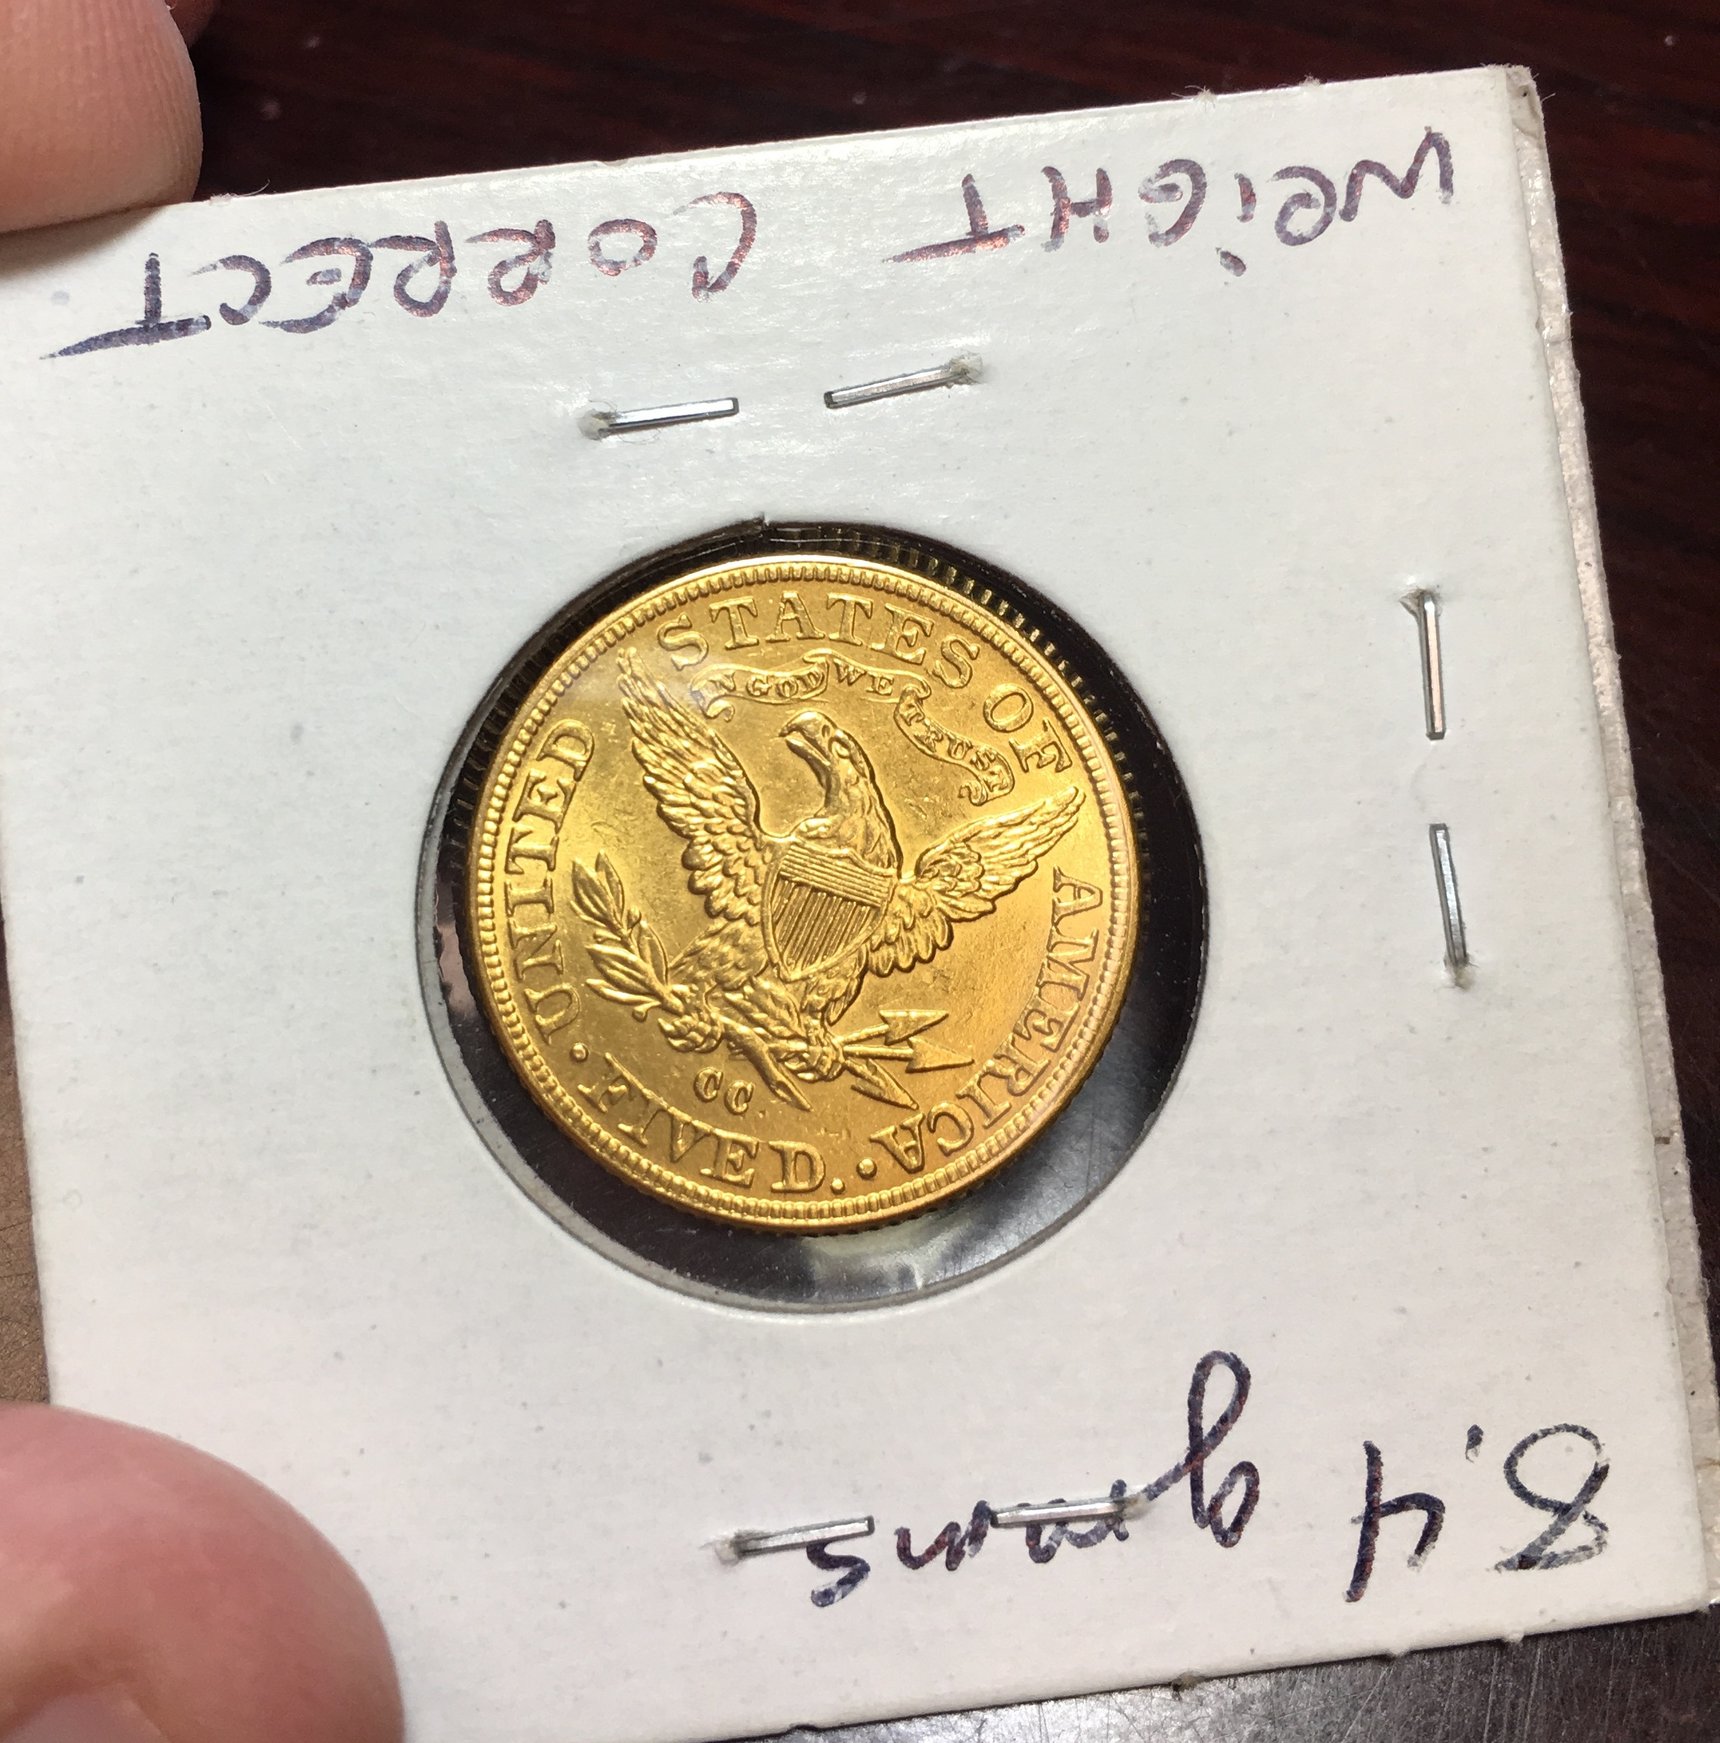 WeiGHT CORRECT
UNITED STATES OF AMERICA
IN GOD WE TRUST
CC
· FIVE D. ·
8.4 grams